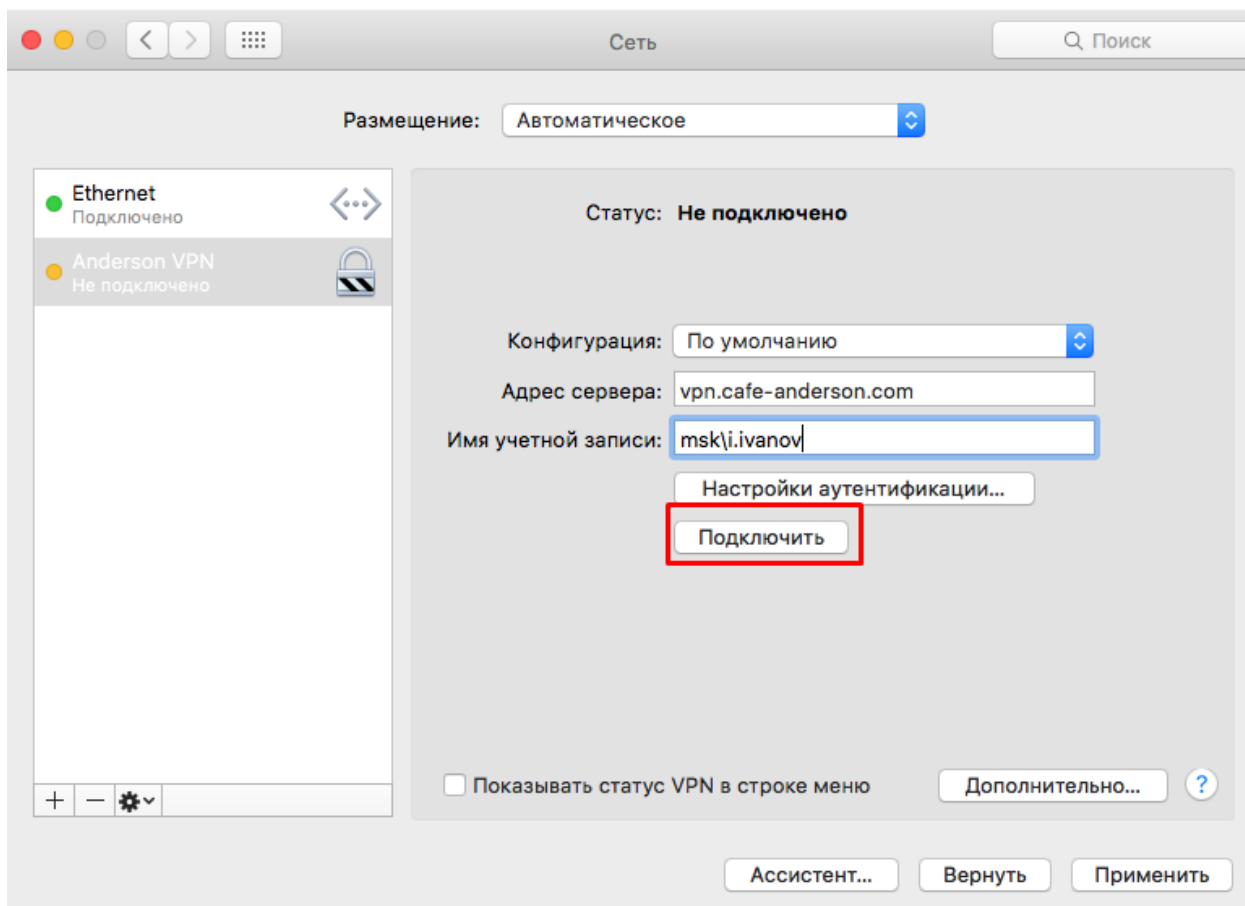 Сеть
Поиск
Размещение: Автоматическое
Ethernet
Подключено
Anderson VPN
Не подключено
Статус: Не подключено
Конфигурация: По умолчанию
Адрес сервера: vpn.cafe-anderson.com
Имя учетной записи: msk\i.ivanov
Настройки аутентификации...
Подключить
Показывать статус VPN в строке меню
Дополнительно... ?
Ассистент... Вернуть Применить